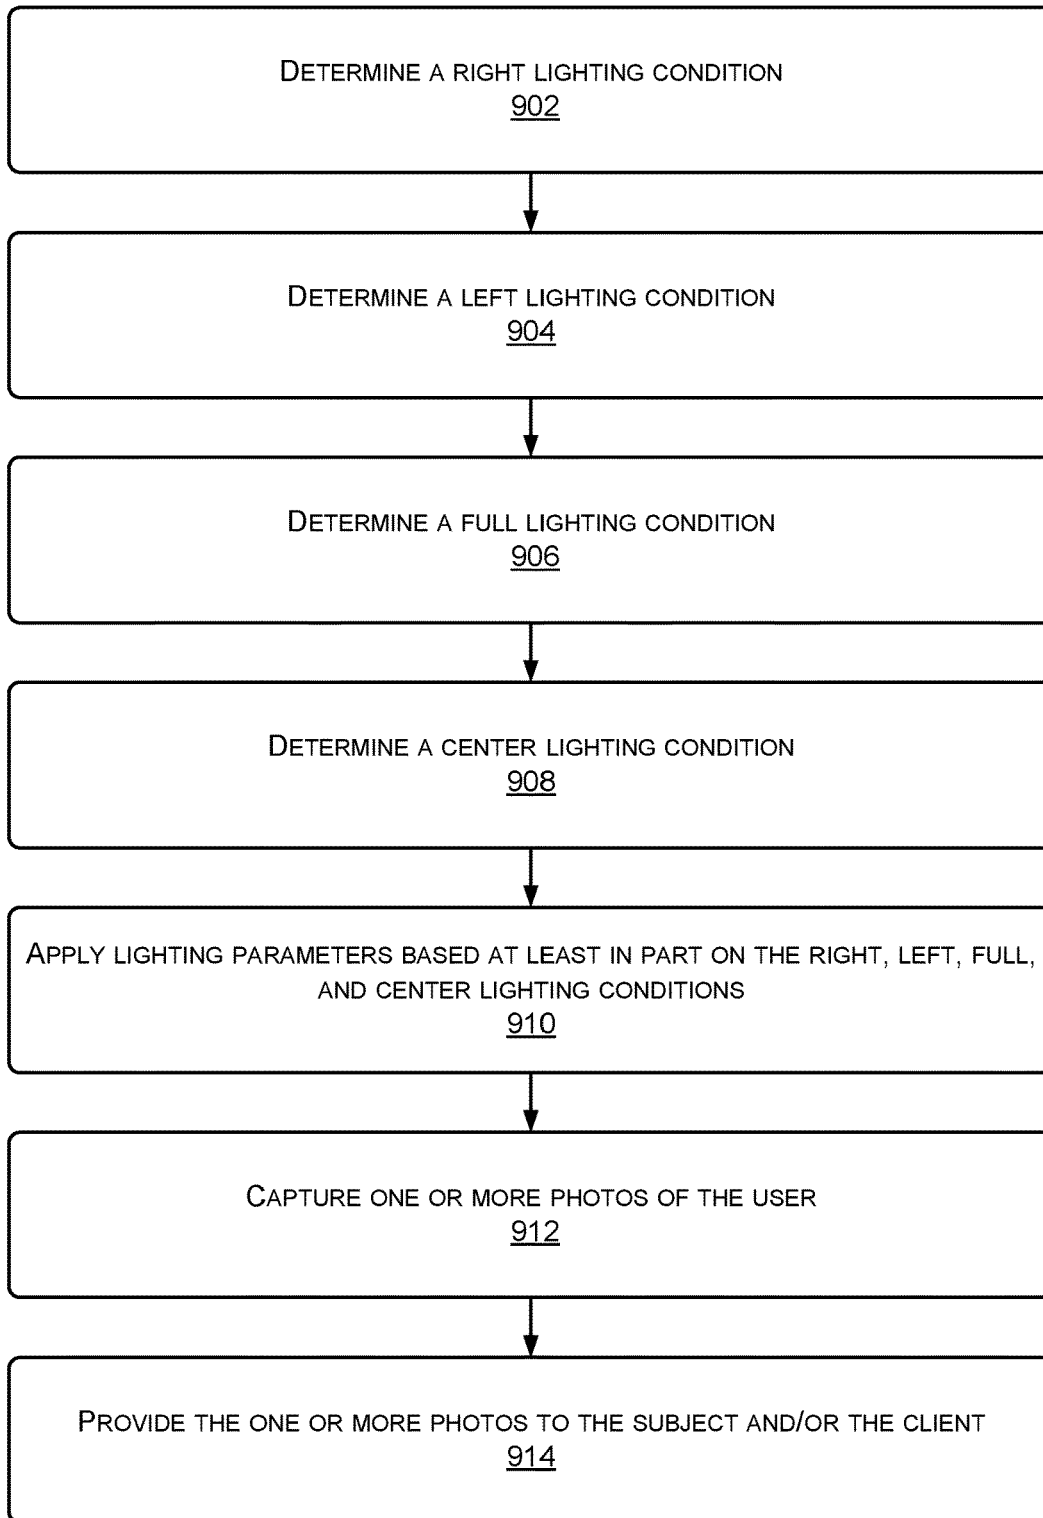 DETERMINE A RIGHT LIGHTING CONDITION
902
DETERMINE A LEFT LIGHTING CONDITION
904
DETERMINE A FULL LIGHTING CONDITION
906
DETERMINE A CENTER LIGHTING CONDITION
908
APPLY LIGHTING PARAMETERS BASED AT LEAST IN PART ON THE RIGHT, LEFT, FULL,
AND CENTER LIGHTING CONDITIONS
910
CAPTURE ONE OR MORE PHOTOS OF THE USER
912
PROVIDE THE ONE OR MORE PHOTOS TO THE SUBJECT AND/OR THE CLIENT
914